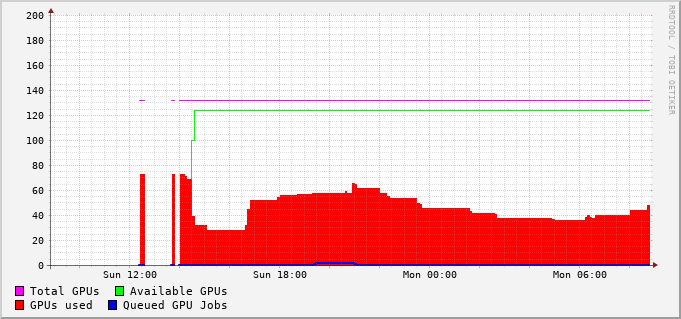 200
180
160
140
120
100
80
60
40
20
0
Sun 12:00 Sun 18:00 Mon 00:00 Mon 06:00
Total GPUs Available GPUs
GPUs used Queued GPU Jobs
RRDTOOL / TOBI OETIKER